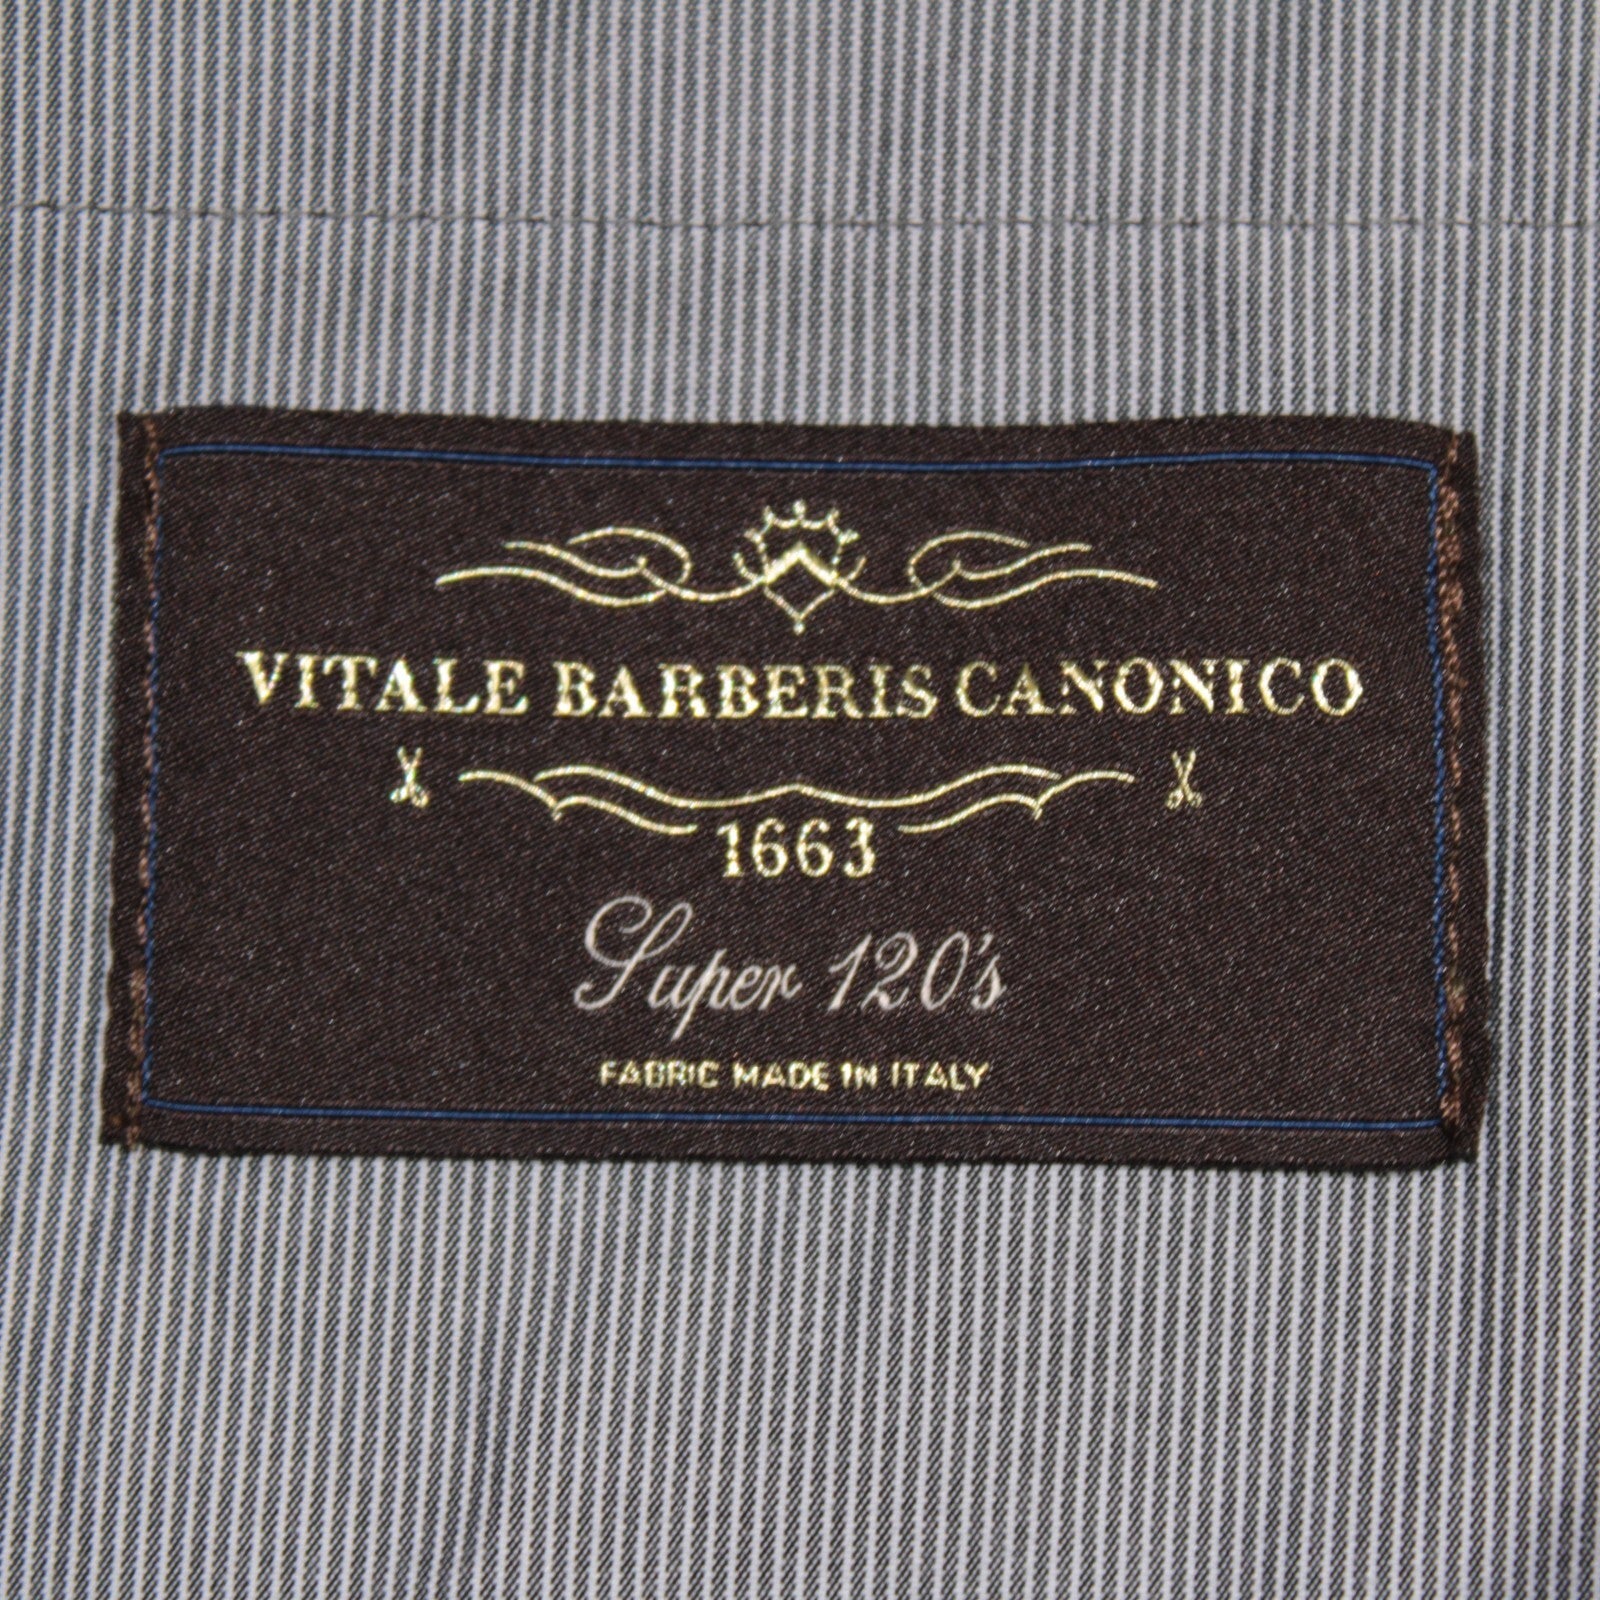 VITALE BARBERIS CANONICO
1663
Super 120's
FABRIC MADE IN ITALY